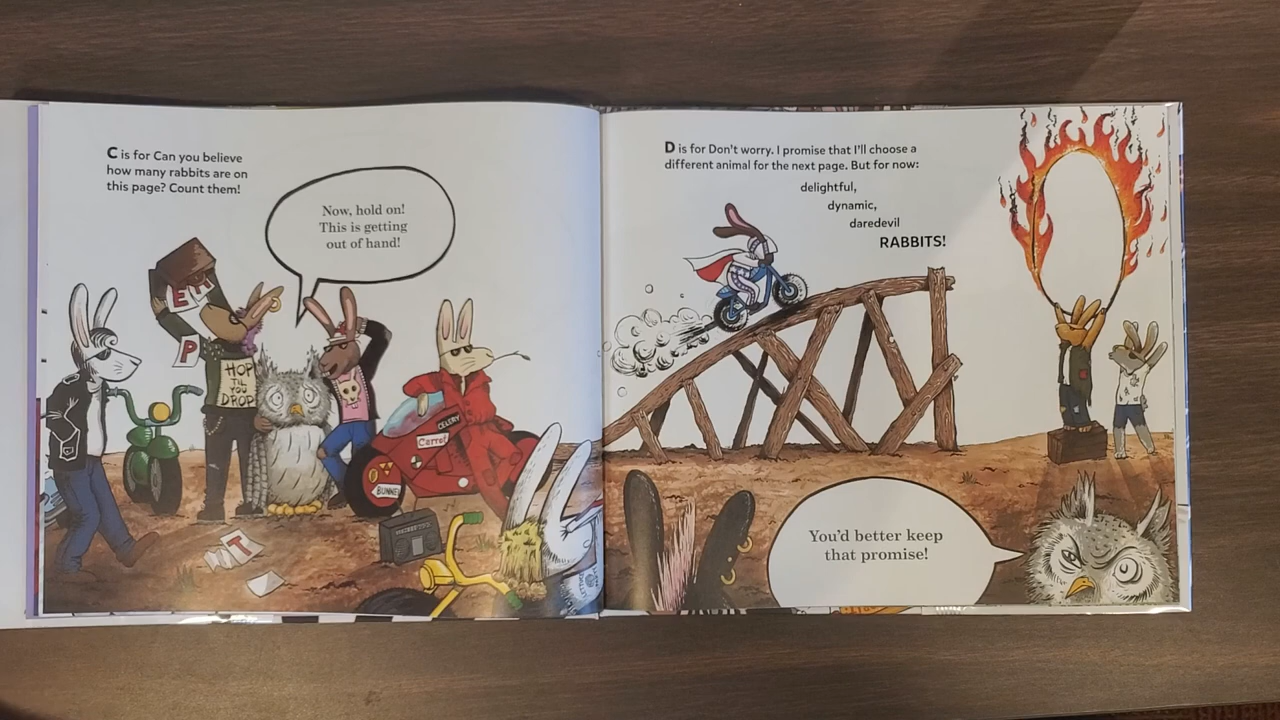 C is for Can you believe
how many rabbits are on
this page? Count them!
Now, hold on!
This is getting
out of hand!
P
HOP
TIL
YOU
DROP
CELERY
Carrot
BUNNE
T
D is for Don't worry. I promise that I'll choose a
different animal for the next page. But for now:
delightful,
dynamic,
daredevil
RABBITS!
You'd better keep
that promise!